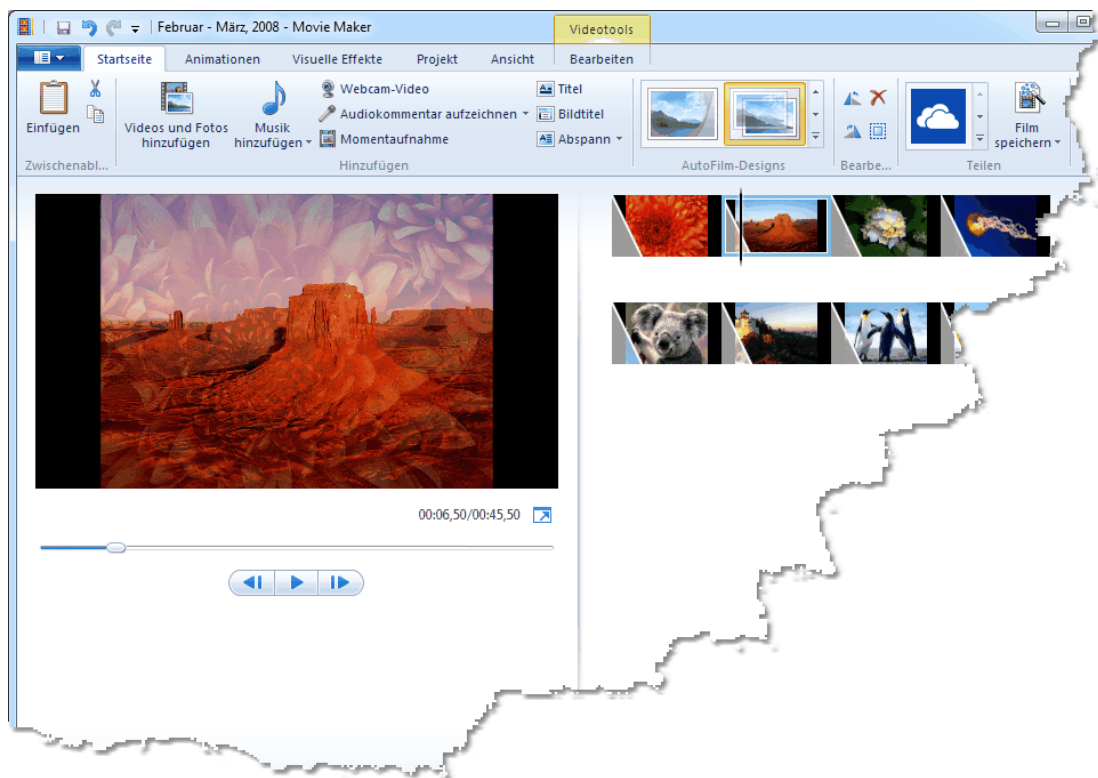 Februar - März, 2008 - Movie Maker
Videotools
Startseite Animationen Visuelle Effekte Projekt Ansicht Bearbeiten
Einfügen
Zwischenabl...
Videos und Fotos
hinzufügen
Musik
hinzufügen
Webcam-Video
Audiokommentar aufzeichnen
Momentaufnahme
Titel
Bildtitel
Abspann
Hinzufügen
AutoFilm-Designs
Bearbe...
Film
speichern
Teilen
00:06,50/00:45,50